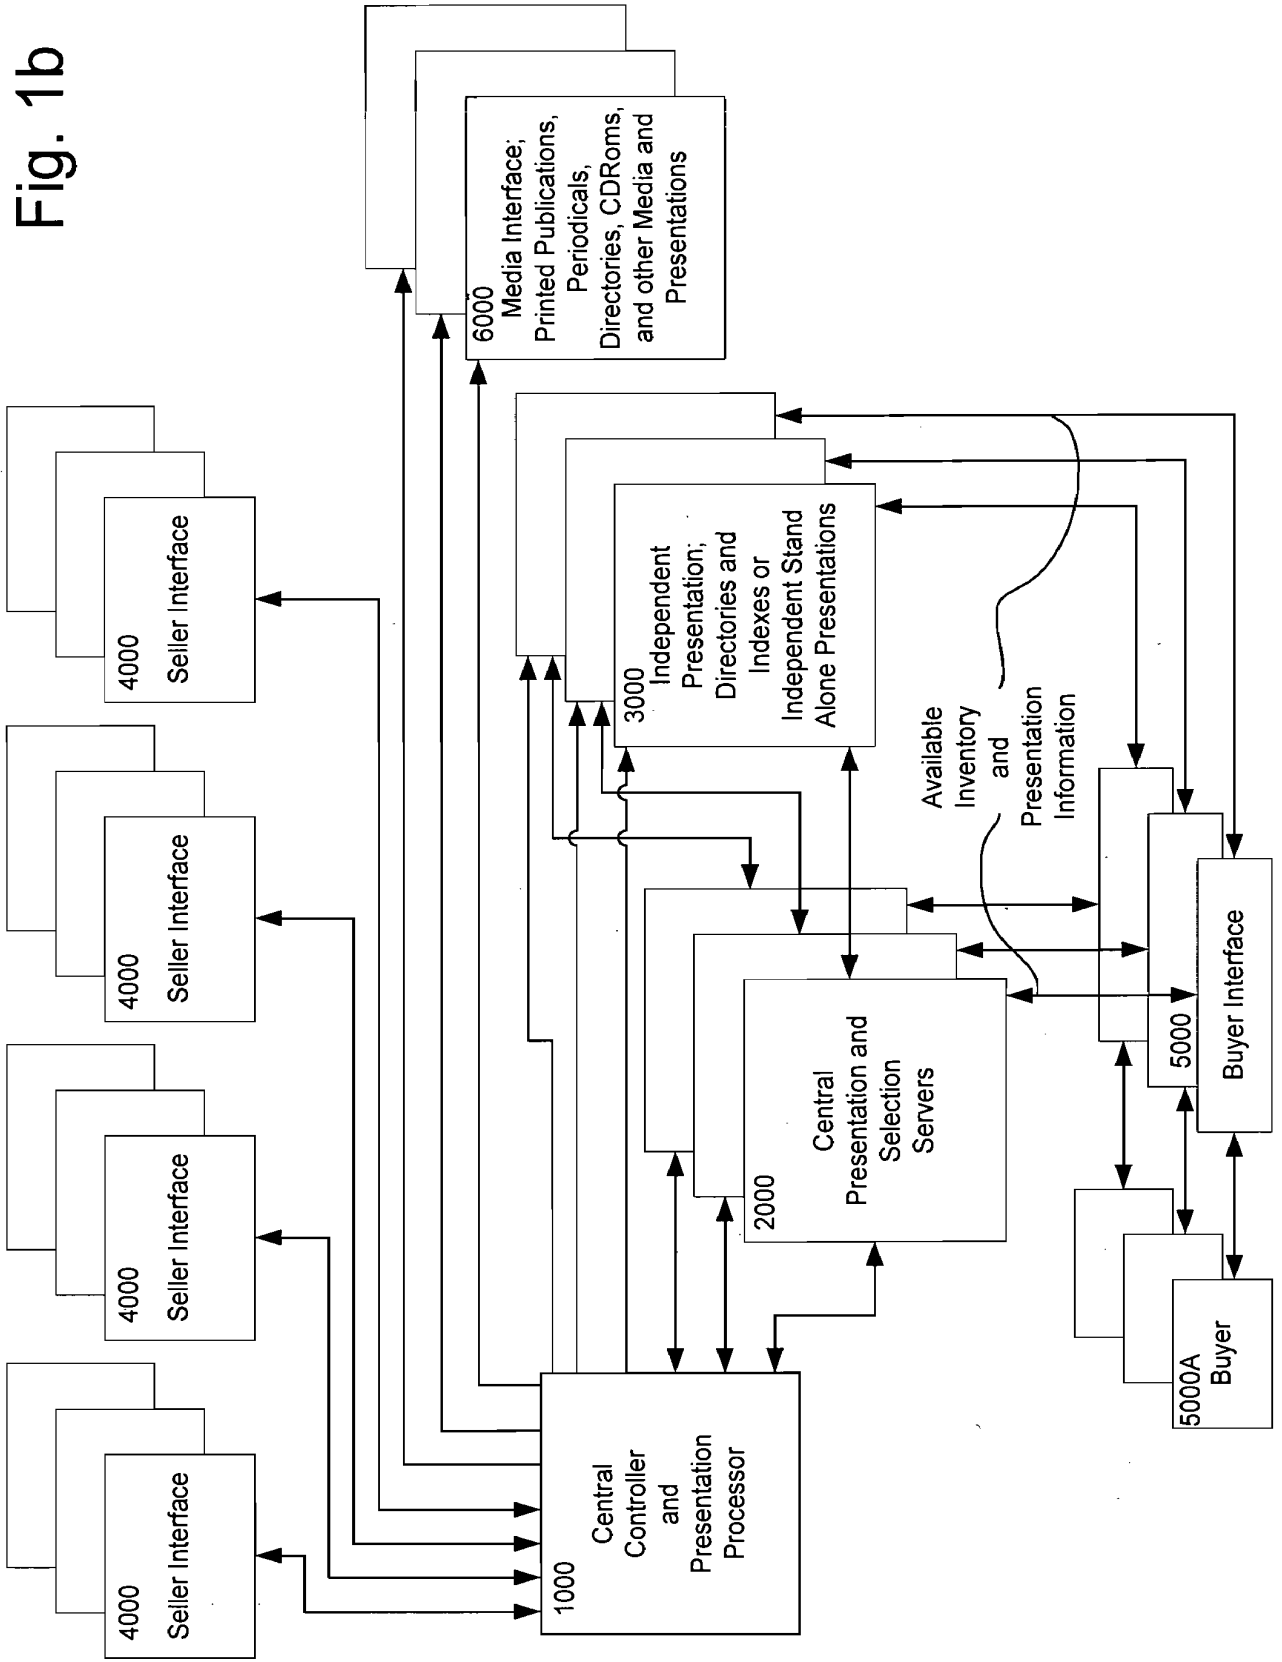 Fig. 1b
4000
Seller Interface
4000
Seller Interface
4000
Seller Interface
4000
Seller Interface
6000
Media Interface;
Printed Publications,
Periodicals,
Directories, CDRoms,
and other Media and
Presentations
1000
Central
Controller
and
Presentation
Processor
3000
Independent
Presentation;
Directories and
Indexes or
Independent Stand
Alone Presentations
2000
Central
Presentation and
Selection
Servers
Available
Inventory
and
Presentation
Information
5000A
Buyer
5000
Buyer Interface